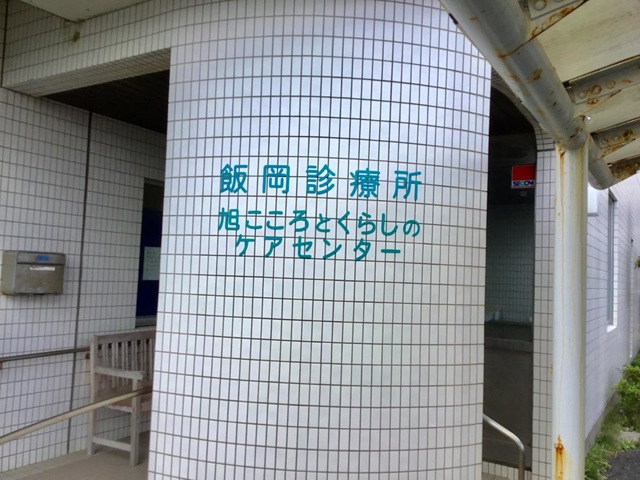 飯岡診療所
旭こころとくらしの
ケアセンター